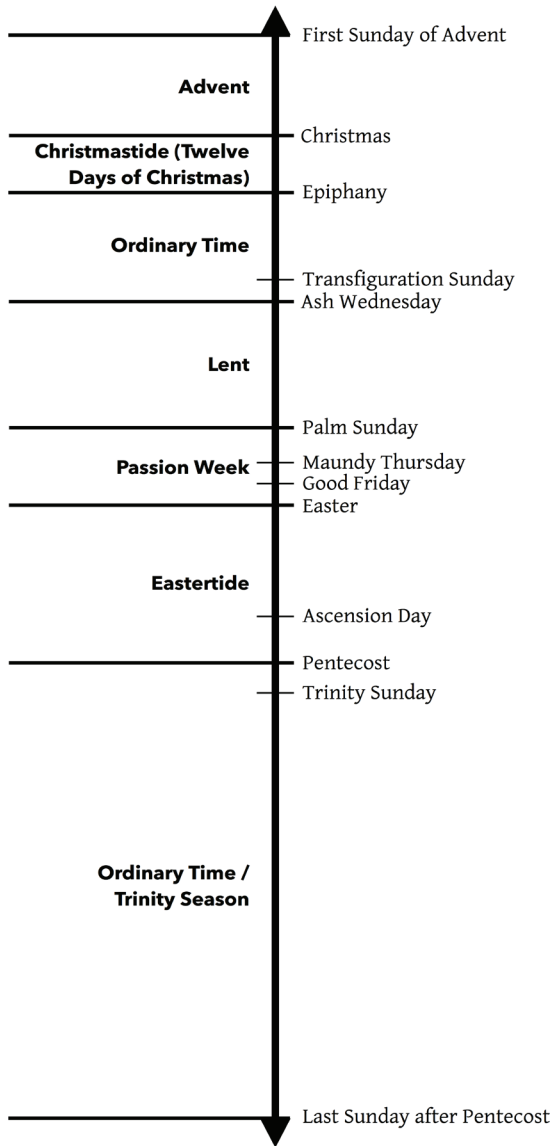 First Sunday of Advent
Advent
Christmas
Christmastide (Twelve
Days of Christmas)
Epiphany
Ordinary Time
Transfiguration Sunday
Ash Wednesday
Lent
Palm Sunday
Maundy Thursday
Passion Week
Good Friday
Easter
Eastertide
Ascension Day
Pentecost
Trinity Sunday
Ordinary Time /
Trinity Season
Last Sunday after Pentecost